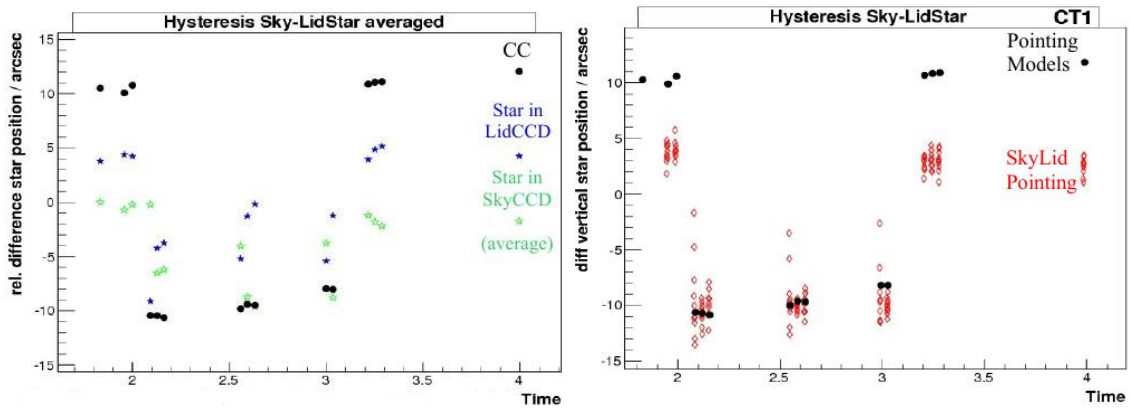 Hysteresis Sky-LidStar averaged
rel. difference star position / arcsec
15
10
5
0
-5
-10
-15
2
2.5
3
3.5
4
Time
CC
Star in
LidCCD
Star in
SkyCCD
(average)
Hysteresis Sky-LidStar
CT1
diff vertical star position / arcsec
10
5
0
-5
-10
-15
2
2.5
3
3.5
4
Time
Pointing
Models
SkyLid
Pointing